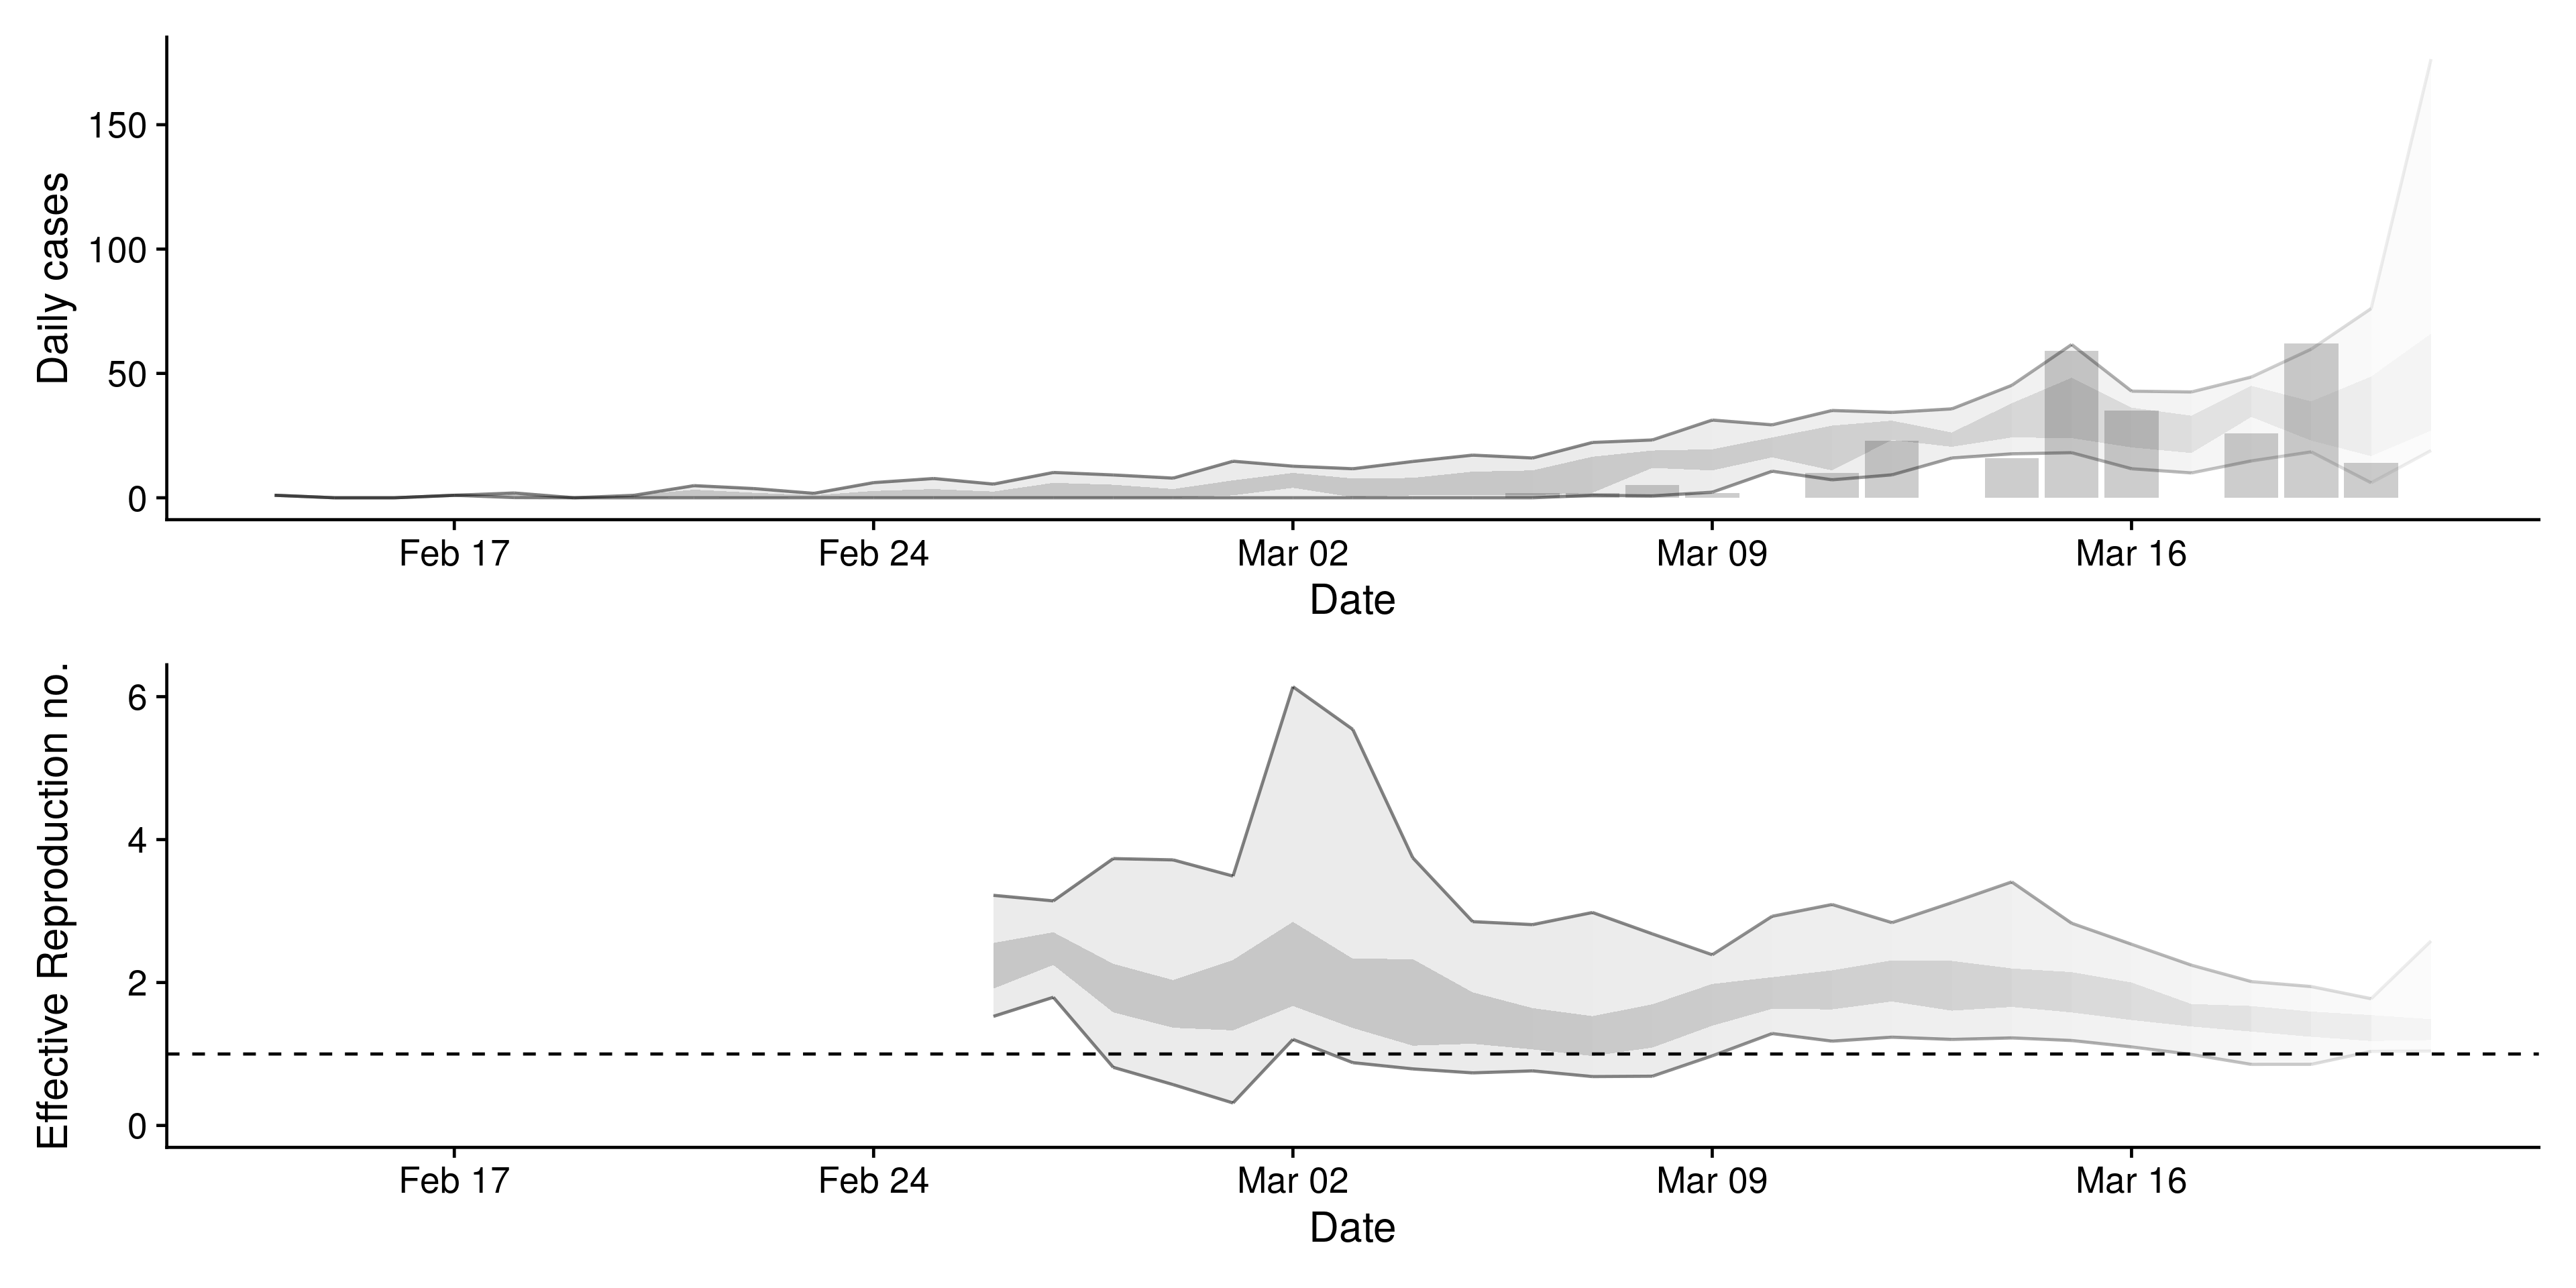 Daily cases
150
100
50
0
Feb 17 Feb 24 Mar 02 Mar 09 Mar 16
Date
Effective Reproduction no.
6
4
2
0
Feb 17 Feb 24 Mar 02 Mar 09 Mar 16
Date